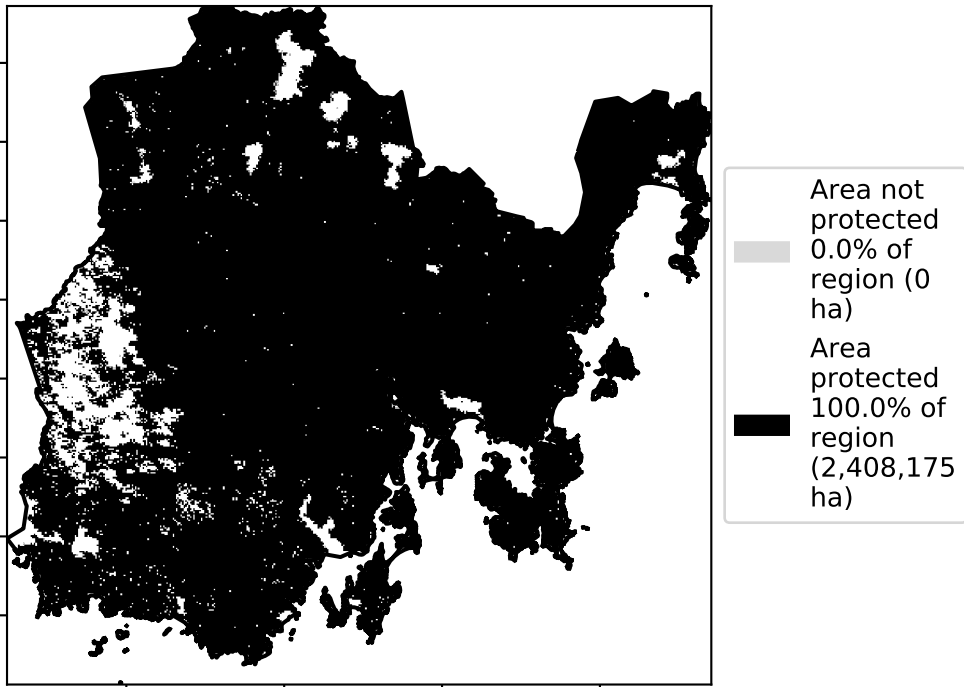 Area not
protected
0.0% of
region (0
ha)
Area
protected
100.0% of
region
(2,408,175
ha)